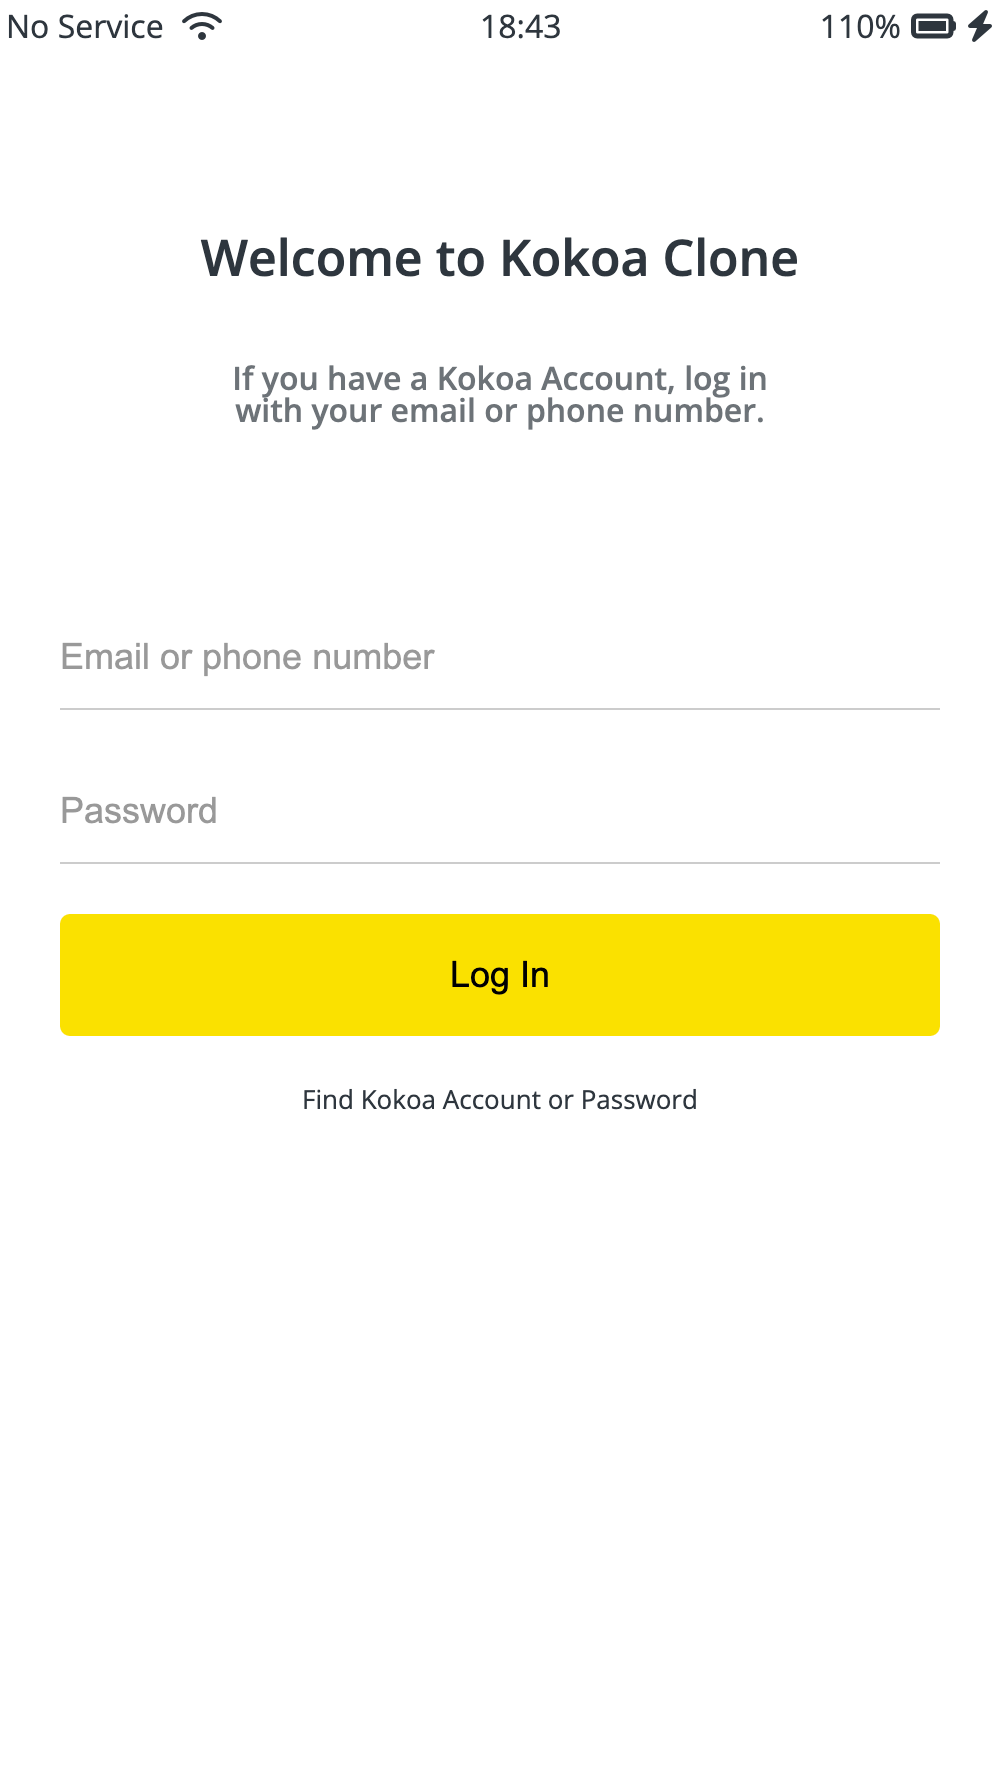 No Service 18:43 110%
Welcome to Kokoa Clone
If you have a Kokoa Account, log in
with your email or phone number.
Email or phone number
Password
Log In
Find Kokoa Account or Password